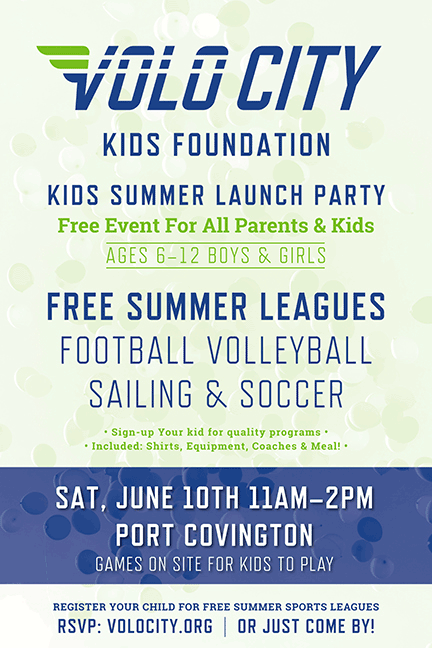 VOLO CITY
KIDS FOUNDATION
KIDS SUMMER LAUNCH PARTY
Free Event For All Parents & Kids
AGES 6–12 BOYS & GIRLS
FREE SUMMER LEAGUES
FOOTBALL VOLLEYBALL
SAILING & SOCCER
• Sign-up Your kid for quality programs •
• Included: Shirts, Equipment, Coaches & Meal! •
SAT, JUNE 10TH 11AM–2PM
PORT COVINGTON
GAMES ON SITE FOR KIDS TO PLAY
REGISTER YOUR CHILD FOR FREE SUMMER SPORTS LEAGUES
RSVP: VOLOCITY.ORG | OR JUST COME BY!